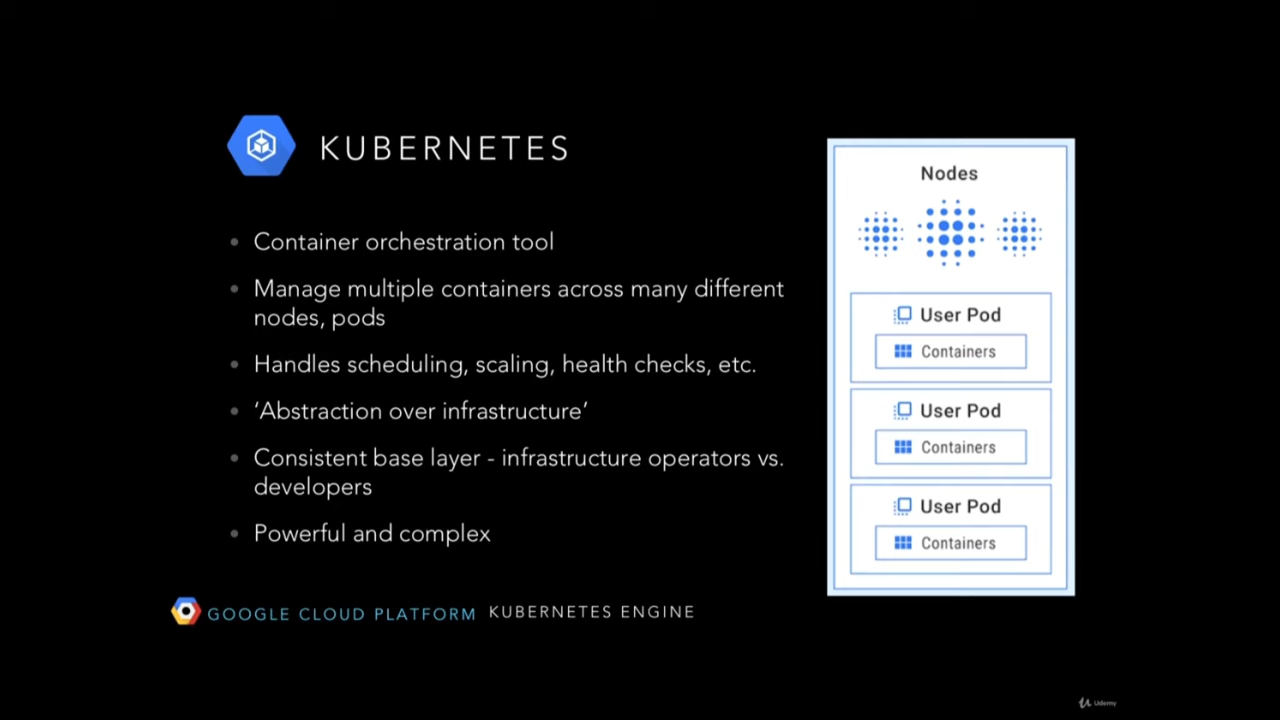 KUBERNETES
Container orchestration tool
Manage multiple containers across many different
nodes, pods
Handles scheduling, scaling, health checks, etc.
‘Abstraction over infrastructure’
Consistent base layer - infrastructure operators vs.
developers
Powerful and complex
Nodes
User Pod
Containers
User Pod
Containers
User Pod
Containers
GOOGLE CLOUD PLATFORM KUBERNETES ENGINE
Udemy